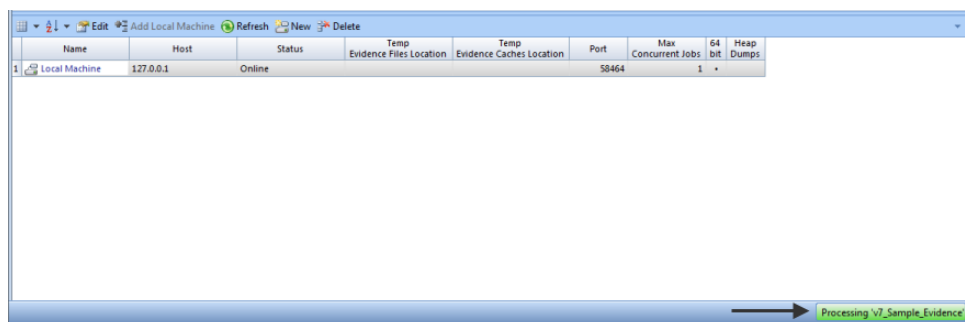 Edit Add Local Machine Refresh New Delete
Name Host Status Temp Evidence Files Location Temp Evidence Caches Location Port Max Concurrent Jobs 64 bit Heap Dumps
1 Local Machine 127.0.0.1 Online 58464 1 •
Processing 'v7_Sample_Evidence'